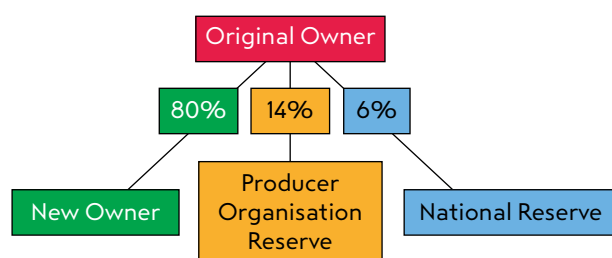 Original Owner
80% 14% 6%
New Owner
Producer
Organisation
Reserve
National Reserve